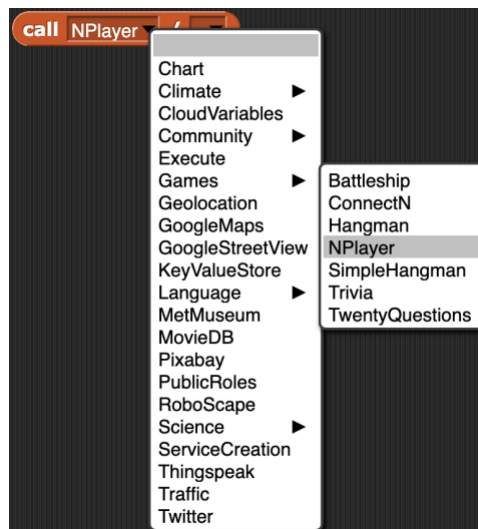 call NPlayer /
Chart
Climate
CloudVariables
Community
Execute
Games
Geolocation
GoogleMaps
GoogleStreetView
KeyValueStore
Language
MetMuseum
MovieDB
Pixabay
PublicRoles
RoboScape
Science
ServiceCreation
Thingspeak
Traffic
Twitter
Battleship
ConnectN
Hangman
NPlayer
SimpleHangman
Trivia
TwentyQuestions